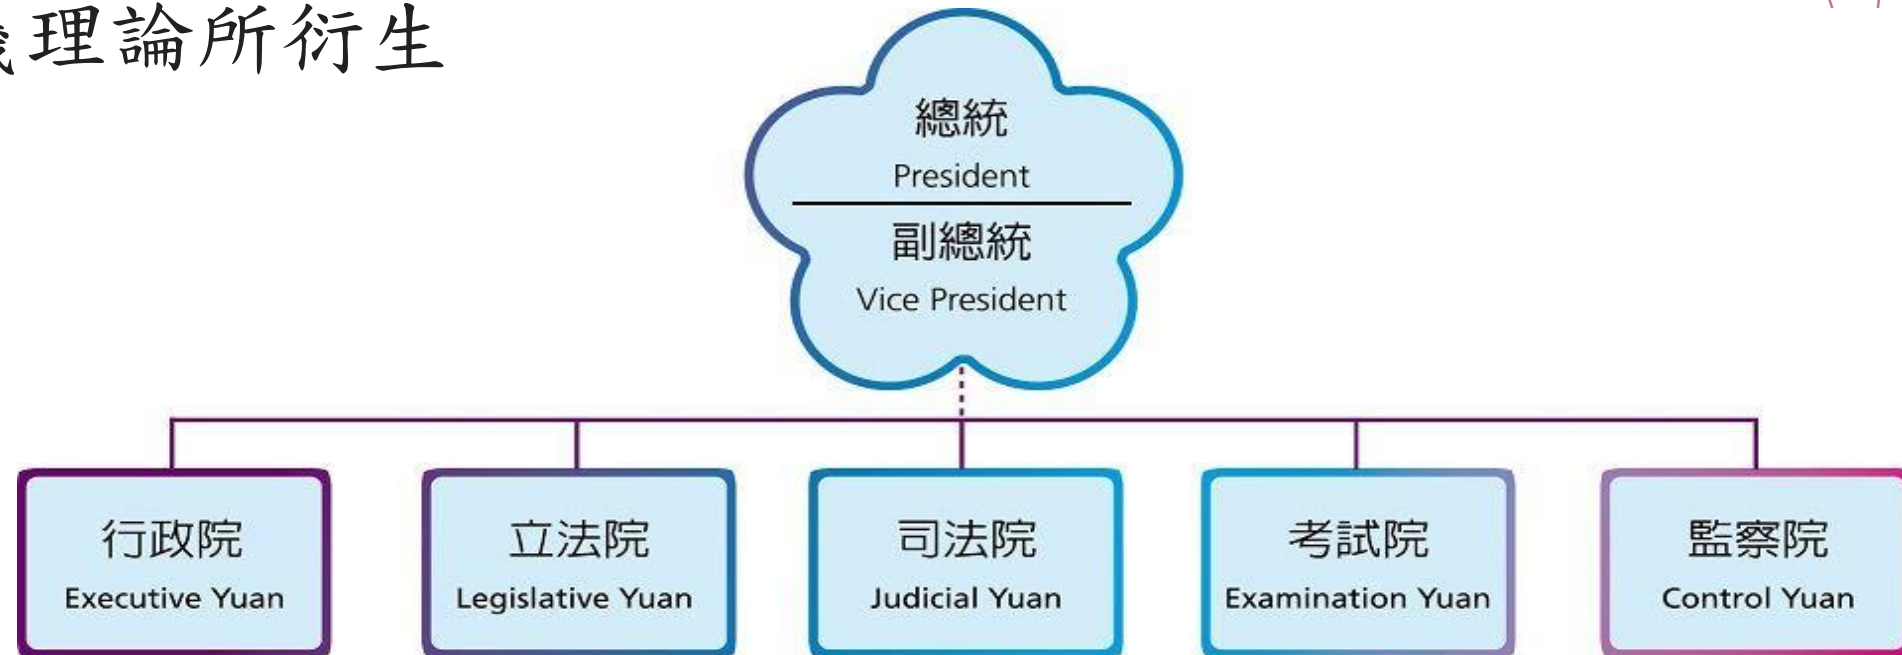 理論所衍生
總統
President
副總統
Vice President
行政院
Executive Yuan
立法院
Legislative Yuan
司法院
Judicial Yuan
考試院
Examination Yuan
監察院
Control Yuan